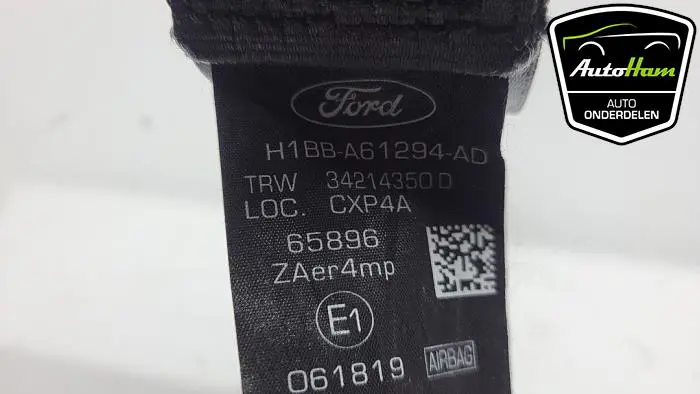 Ford
H1BB-A61294-AD
TRW 34214350 D
LOC. CXP4A
65896
ZAer4mp
E1
061819 AIRBAG
AutoHam
AUTO
ONDERDELEN